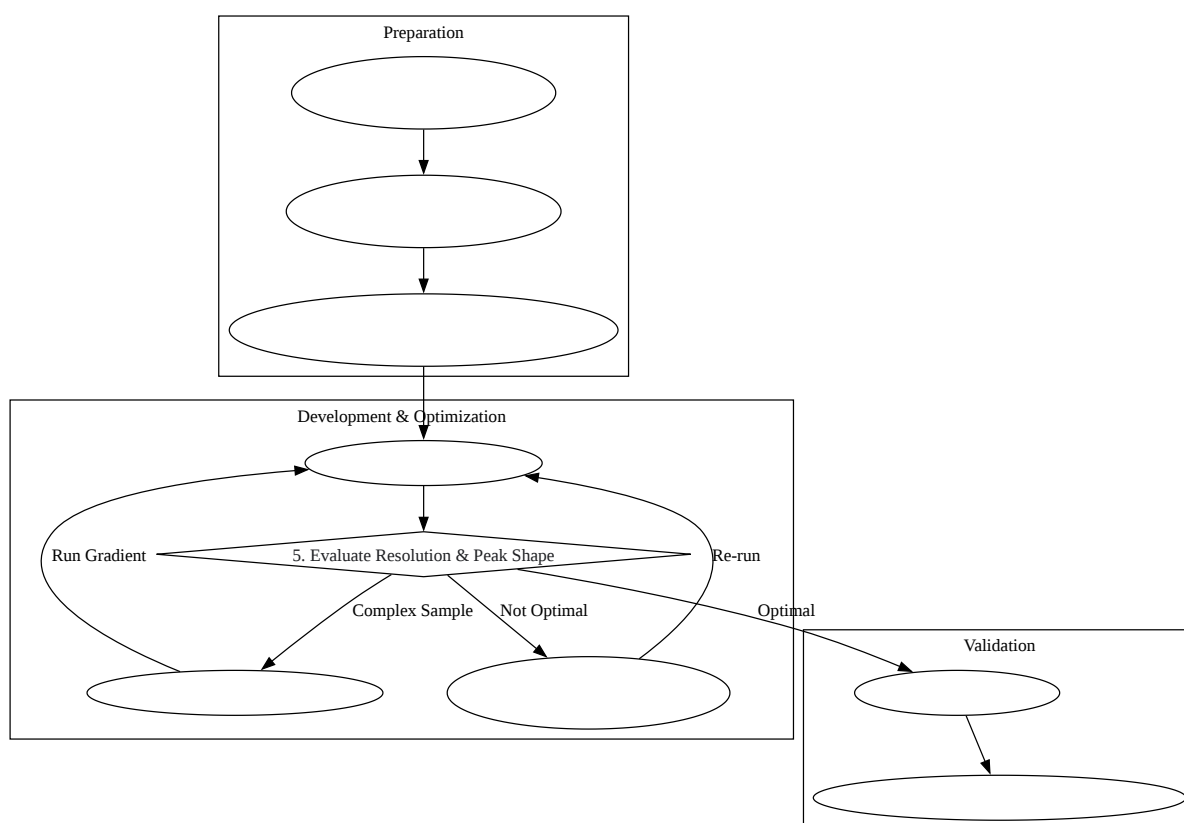 Preparation
Development & Optimization
5. Evaluate Resolution & Peak Shape
Run Gradient
Re-run
Complex Sample
Not Optimal
Optimal
Validation